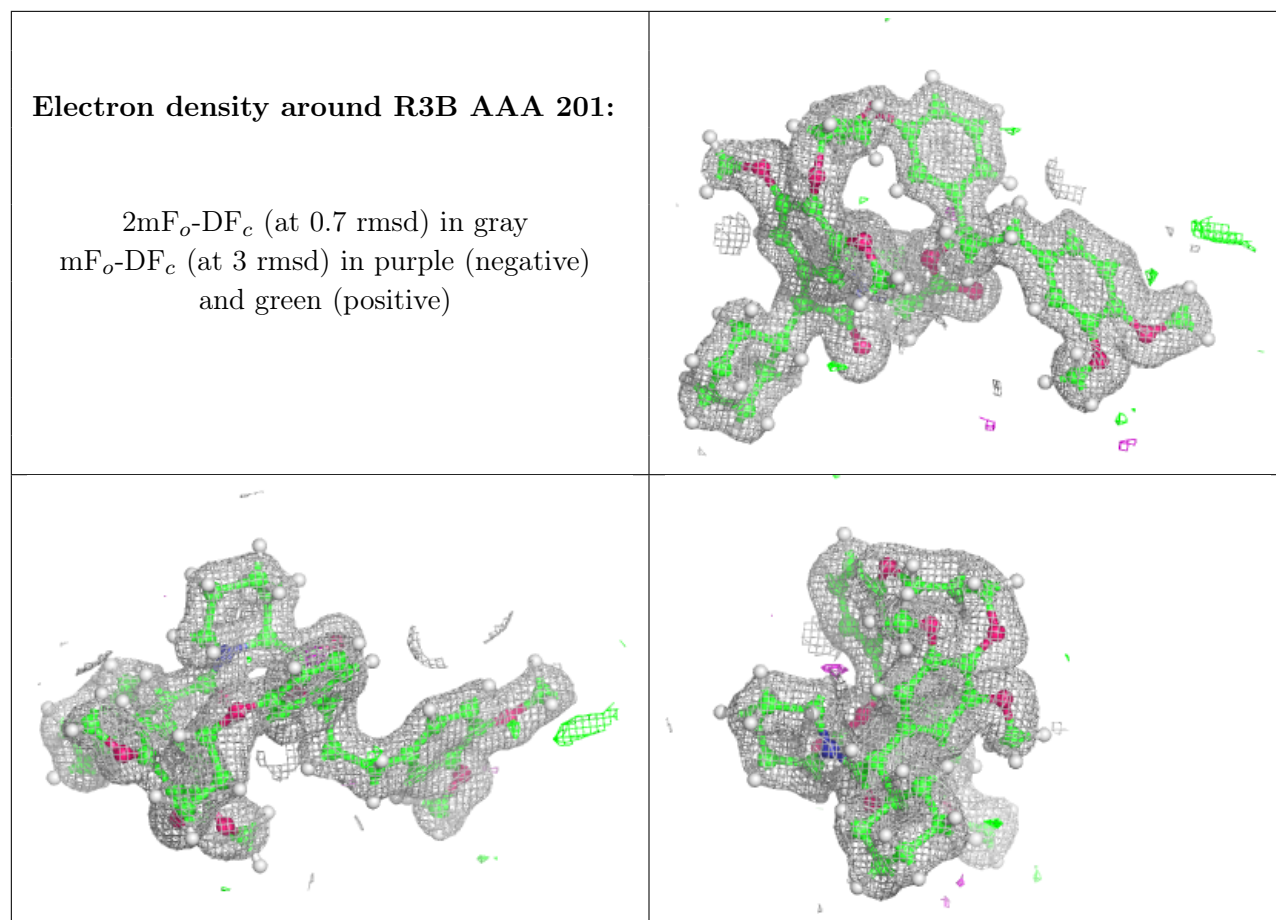 Electron density around R3B AAA 201:
2mFo-DFc (at 0.7 rmsd) in gray
mFo-DFc (at 3 rmsd) in purple (negative)
and green (positive)